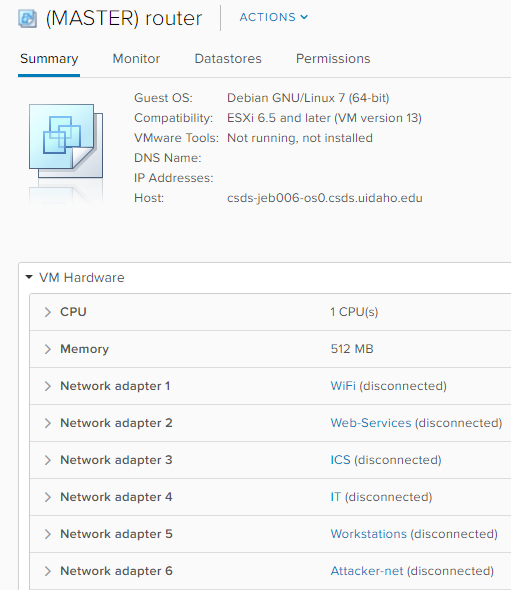 (MASTER) router ACTIONS
Summary Monitor Datastores Permissions
Guest OS: Debian GNU/Linux 7 (64-bit)
Compatibility: ESXi 6.5 and later (VM version 13)
VMware Tools: Not running, not installed
DNS Name:
IP Addresses:
Host: csds-jeb006-os0.csds.uidaho.edu
VM Hardware
CPU 1 CPU(s)
Memory 512 MB
Network adapter 1 WiFi (disconnected)
Network adapter 2 Web-Services (disconnected)
Network adapter 3 ICS (disconnected)
Network adapter 4 IT (disconnected)
Network adapter 5 Workstations (disconnected)
Network adapter 6 Attacker-net (disconnected)